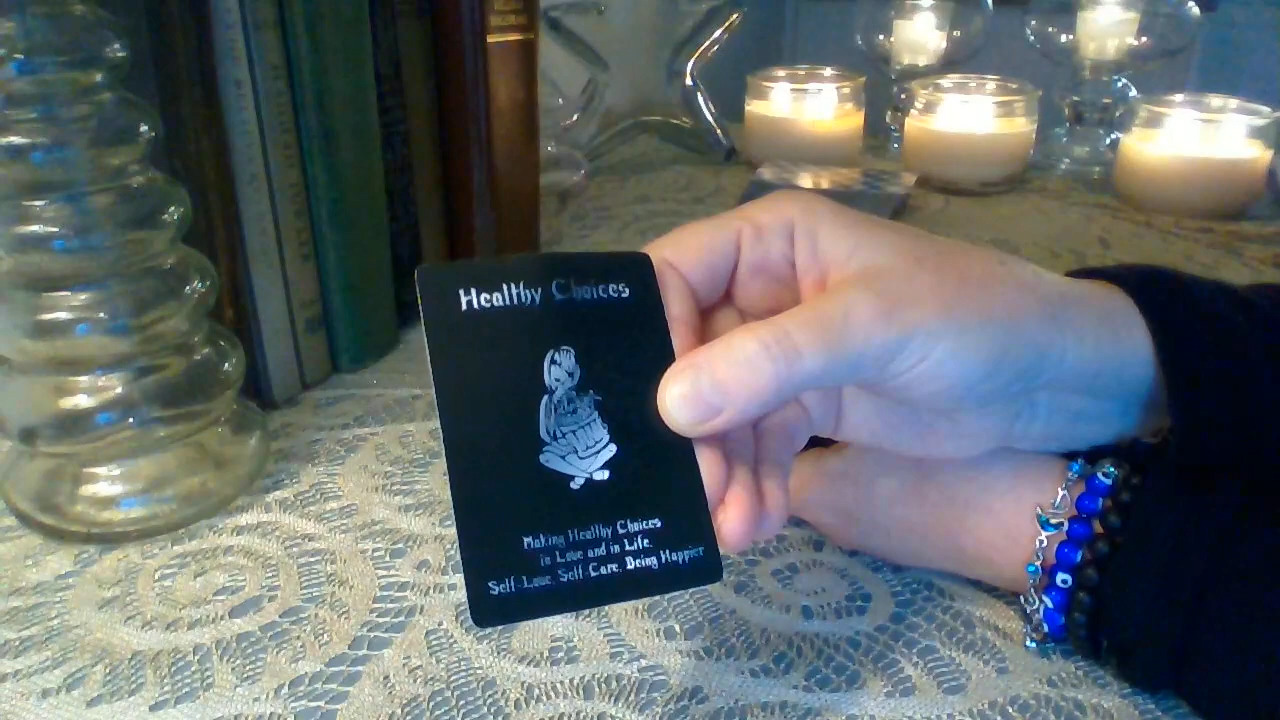 Healthy Choices
Making Healthy Choices
in Love and in Life.
Self-Love. Self-Care. Being Happier